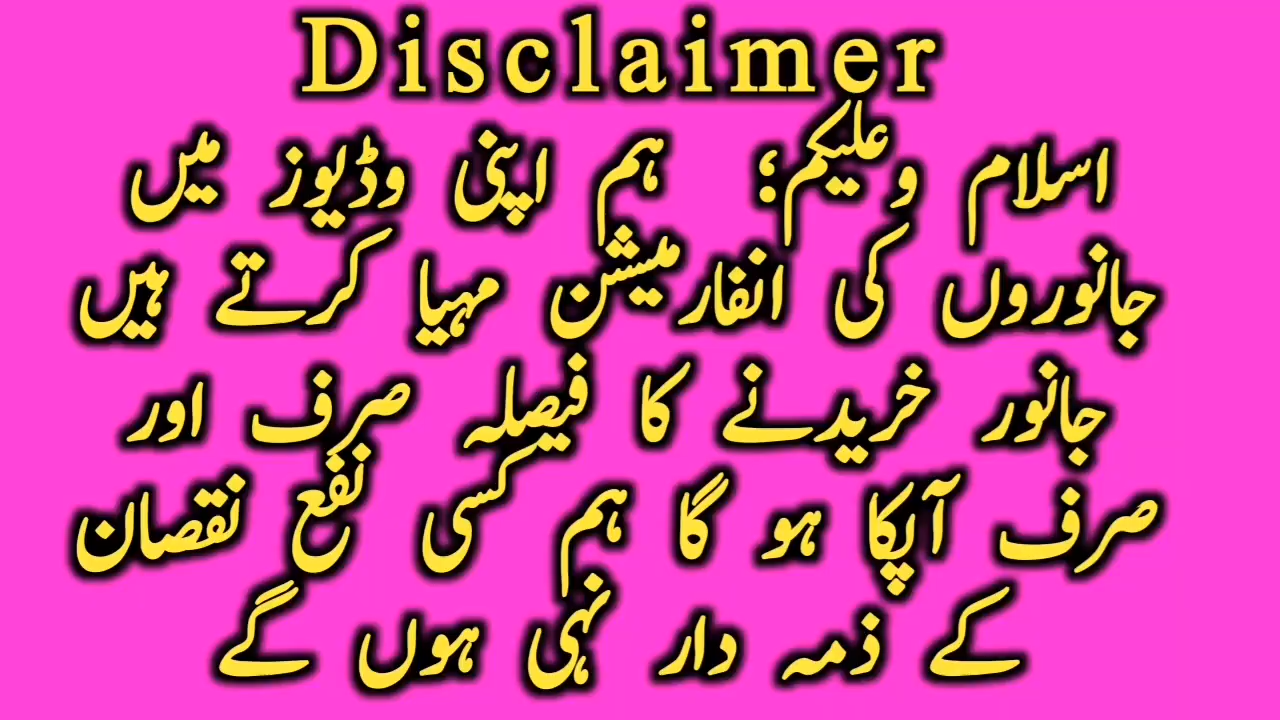 Disclaimer
اسلام وعلیکم؛ ہم اپنی وڈیوز میں
جانوروں کی انفارمیشن مہیا کرتے ہیں
جانور خریدنے کا فیصلہ صرف اور
صرف آپکا ہو گا ہم کسی نفع نقصان
کے ذمہ دار نہی ہوں گے